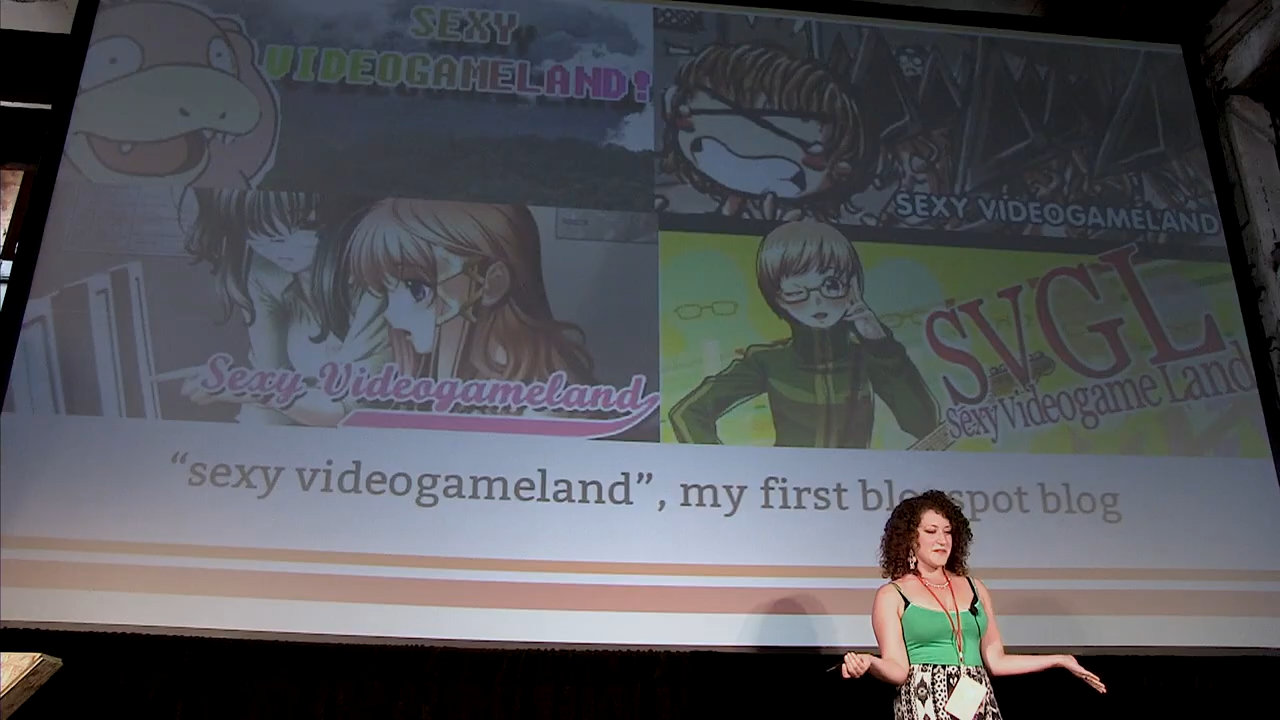 SEXY
VIDEOGAMELAND!
SEXY VIDEOGAMELAND
Sexy Videogameland
SVGL
Sexy Videogame Land
“sexy videogameland”, my first blogspot blog